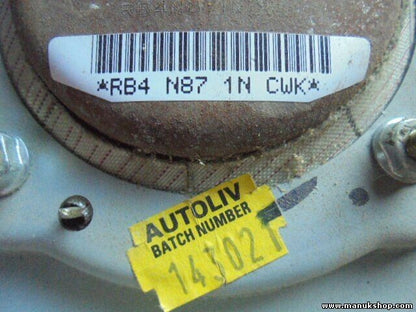 *RB4 N87 1N CWK*
AUTOLIV
BATCH NUMBER
143021
www.manukshop.com